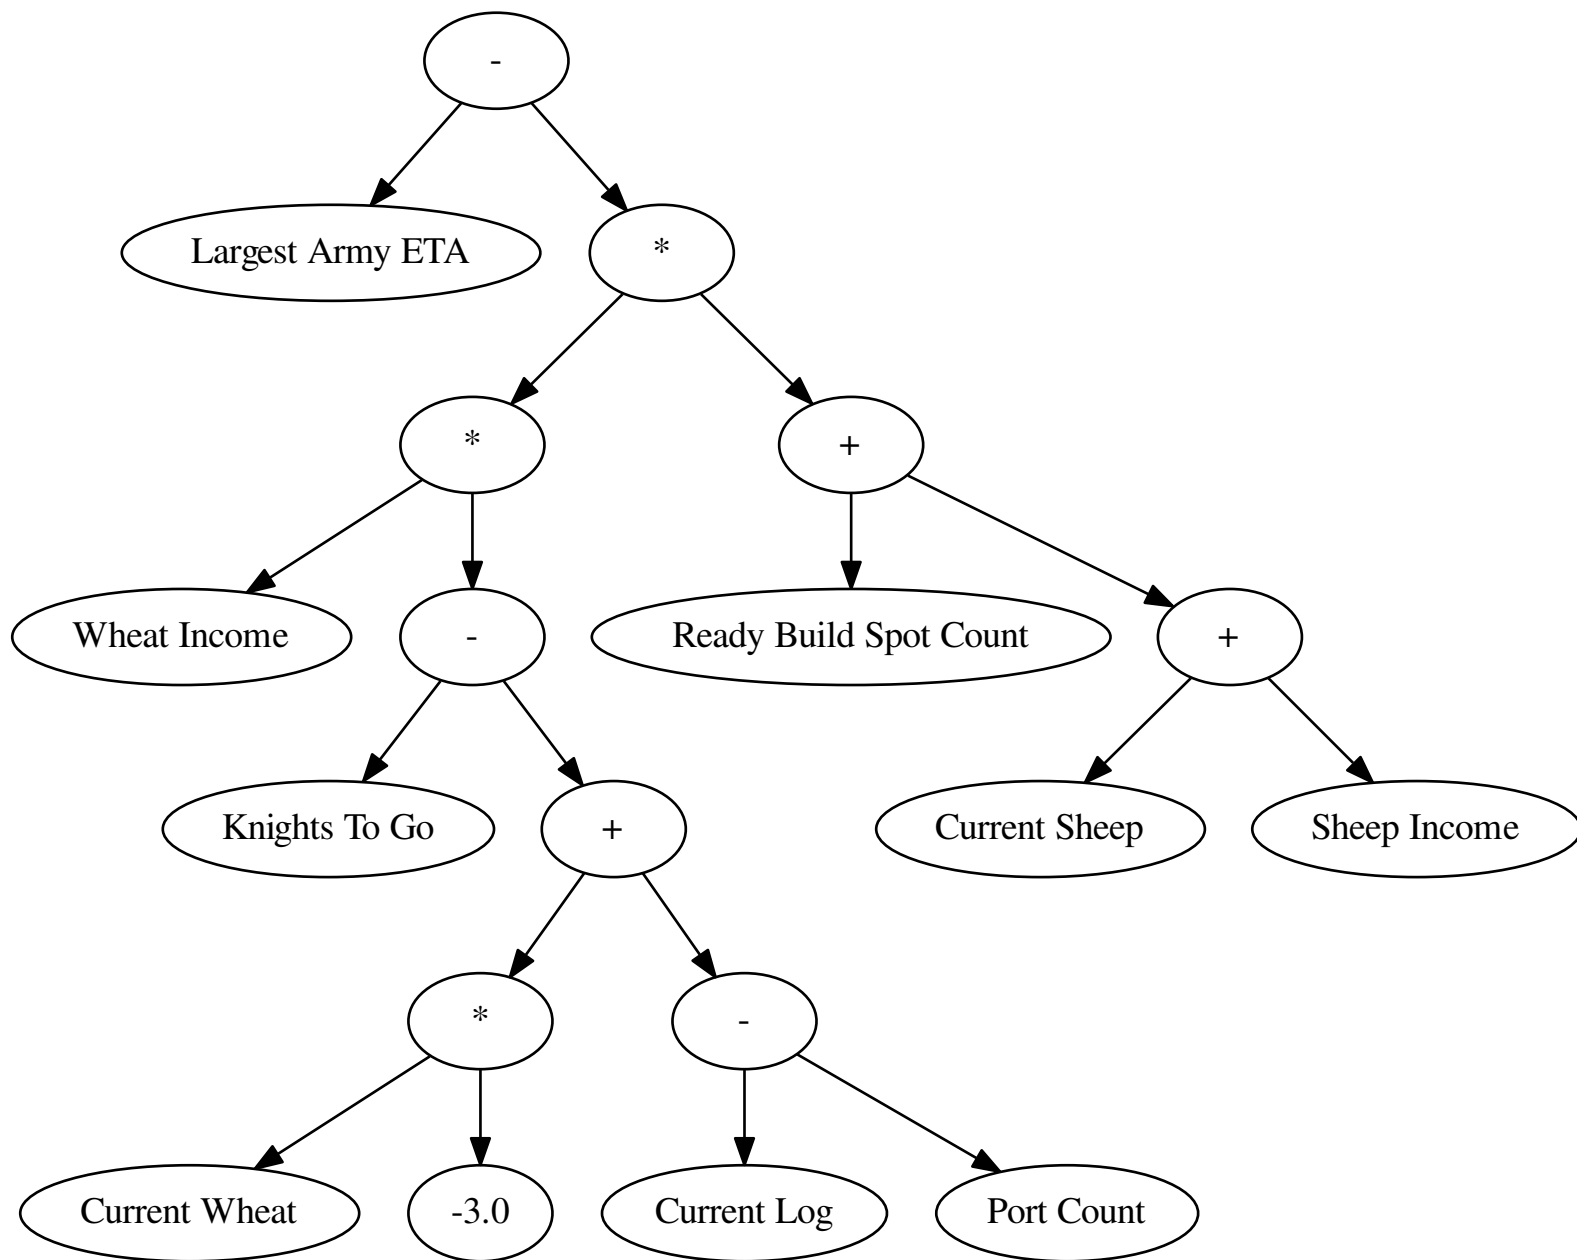 -
Largest Army ETA
*
*
+
Wheat Income
-
Ready Build Spot Count
+
Knights To Go
+
Current Sheep
Sheep Income
*
-
Current Wheat
-3.0
Current Log
Port Count